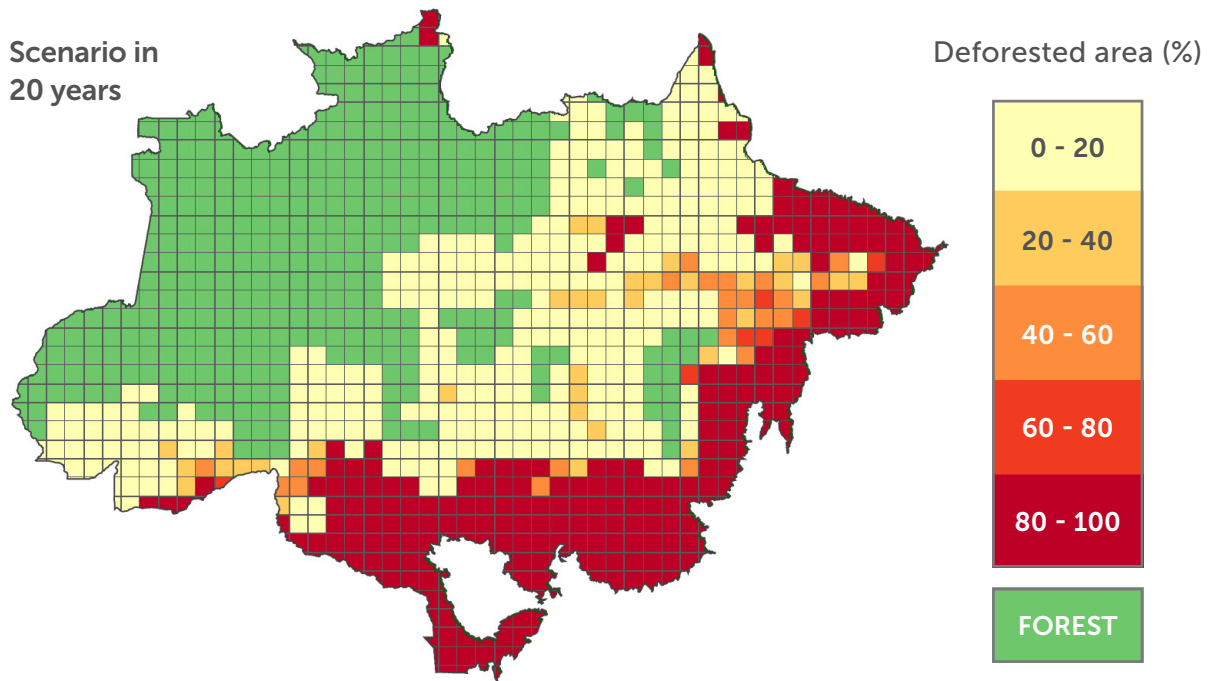 Scenario in
20 years
Deforested area (%)
0 - 20
20 - 40
40 - 60
60 - 80
80 - 100
FOREST